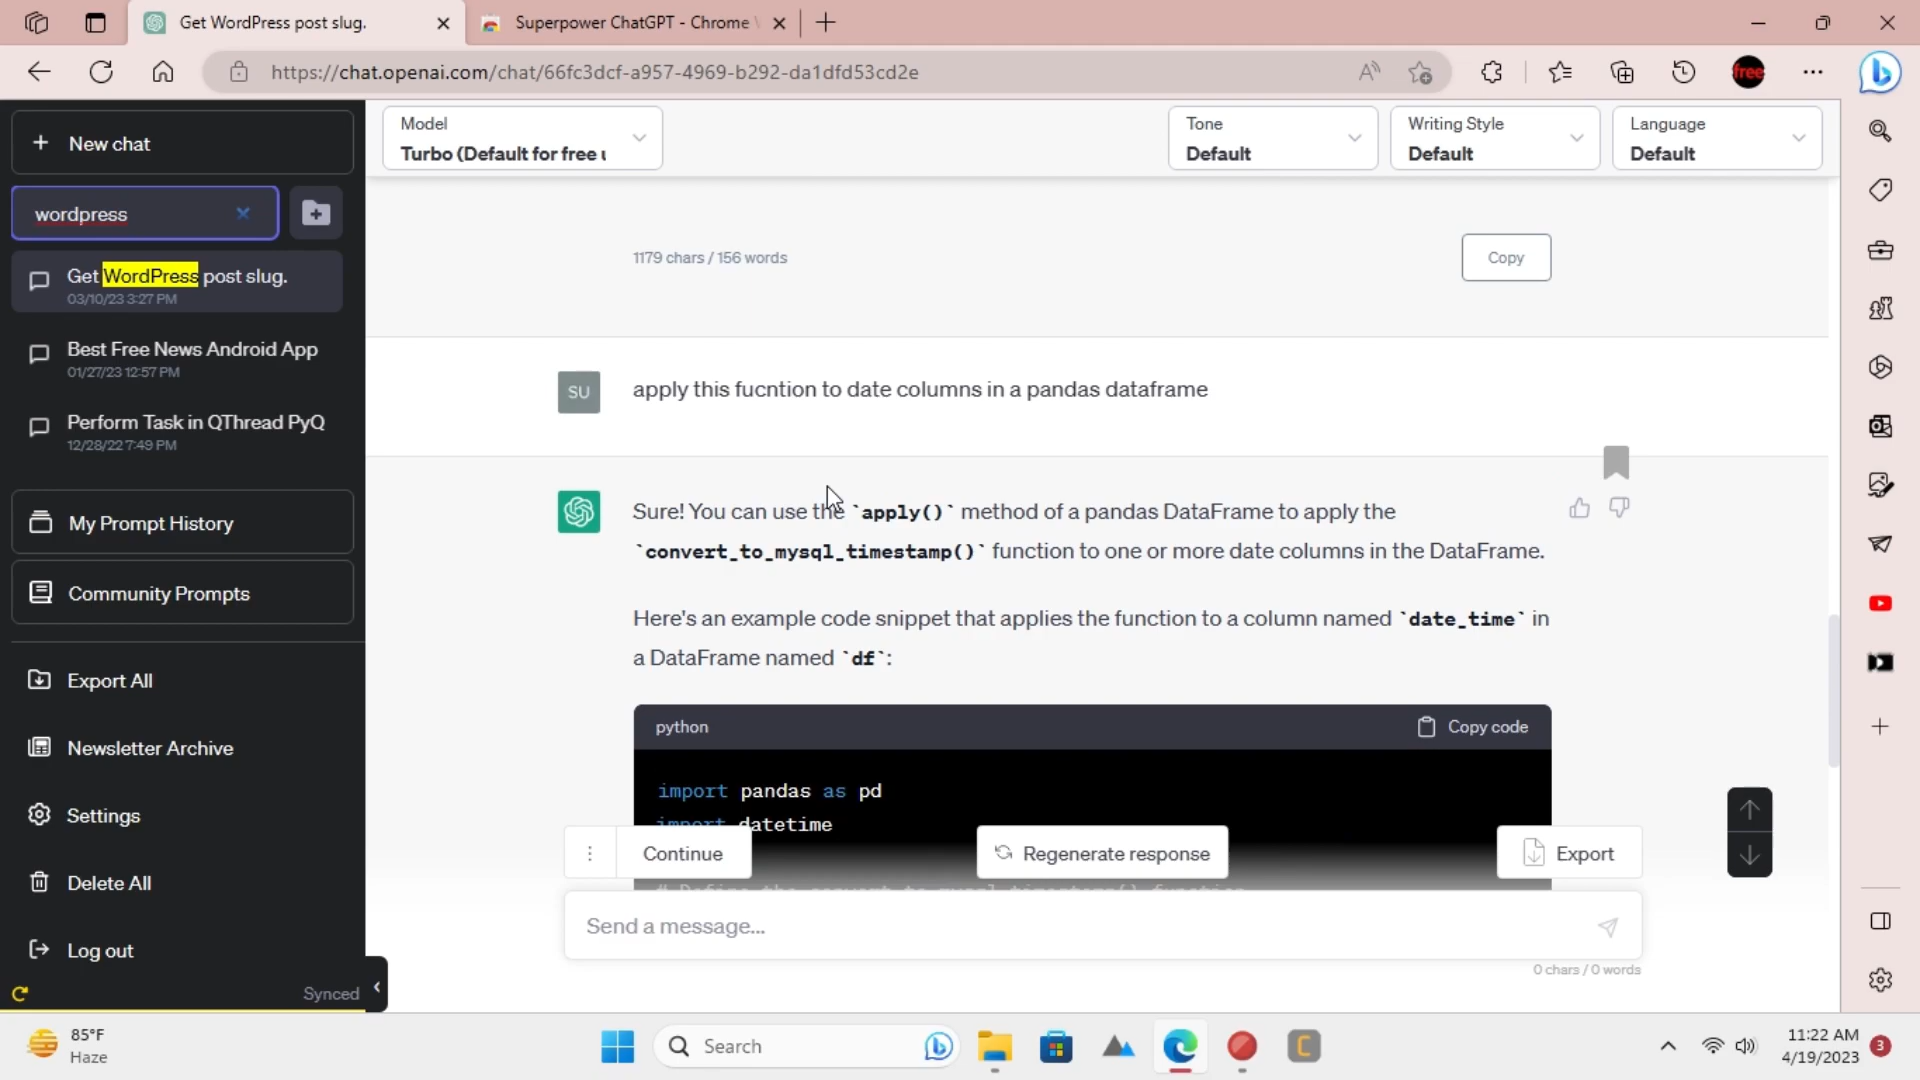 Get WordPress post slug.
Superpower ChatGPT - Chrome
https://chat.openai.com/chat/66fc3dcf-a957-4969-b292-da1dfd53cd2e
free
New chat
wordpress
Get WordPress post slug.
03/10/23 3:27 PM
Best Free News Android App
01/27/23 12:57 PM
Perform Task in QThread PyQ
12/28/22 7:49 PM
My Prompt History
Community Prompts
Export All
Newsletter Archive
Settings
Delete All
Log out
Synced
Model
Turbo (Default for free u
Tone
Default
Writing Style
Default
Language
Default
1179 chars / 156 words
Copy
SU
apply this fucntion to date columns in a pandas dataframe
Sure! You can use the `apply()` method of a pandas DataFrame to apply the
`convert_to_mysql_timestamp()` function to one or more date columns in the DataFrame.
Here's an example code snippet that applies the function to a column named `date_time` in
a DataFrame named `df`:
python
Copy code
import pandas as pd
import datetime
# Define the convert_to_mysql_timestamp() function
Continue
Regenerate response
Export
Send a message...
0 chars / 0 words
85°F
Haze
Search
C
11:22 AM
4/19/2023
3